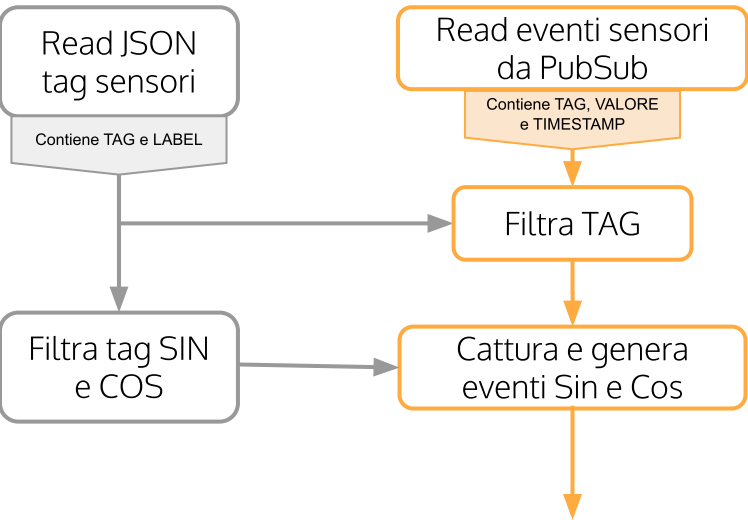 Read JSON
tag sensori
Contiene TAG e LABEL
Read eventi sensori
da PubSub
Contiene TAG, VALORE
e TIMESTAMP
Filtra TAG
Filtra tag SIN
e COS
Cattura e genera
eventi Sin e Cos